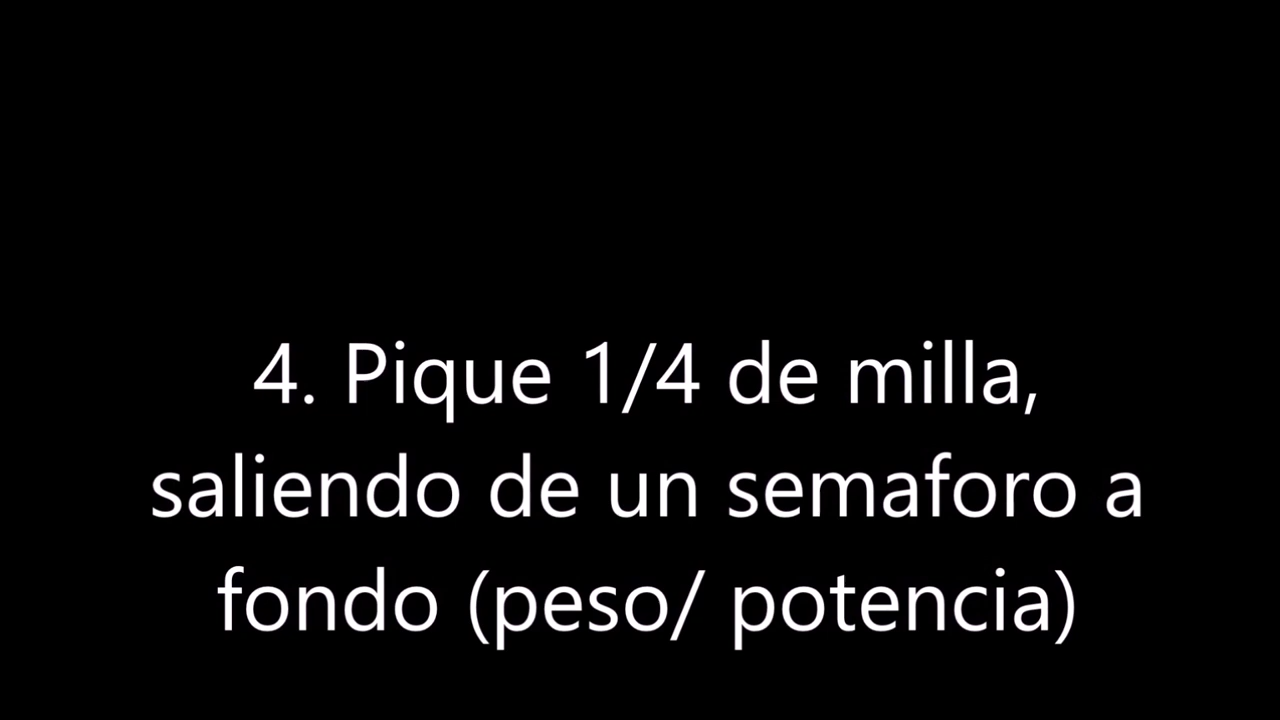 4. Pique 1/4 de milla,
saliendo de un semaforo a
fondo (peso/ potencia)